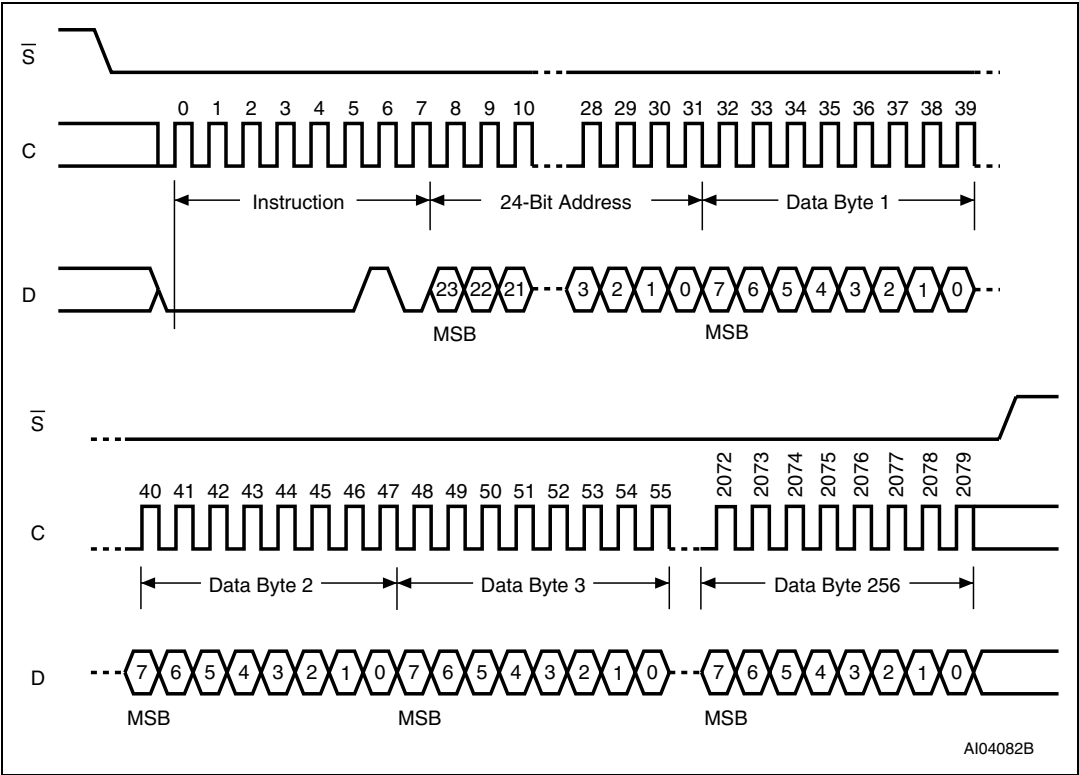 S̅
0 1 2 3 4 5 6 7 8 9 10 28 29 30 31 32 33 34 35 36 37 38 39
C
Instruction 24-Bit Address Data Byte 1
D 23 22 21 3 2 1 0 7 6 5 4 3 2 1 0
MSB MSB
S̅
40 41 42 43 44 45 46 47 48 49 50 51 52 53 54 55 2072 2073 2074 2075 2076 2077 2078 2079
C
Data Byte 2 Data Byte 3 Data Byte 256
D 7 6 5 4 3 2 1 0 7 6 5 4 3 2 1 0 7 6 5 4 3 2 1 0
MSB MSB MSB
AI04082B